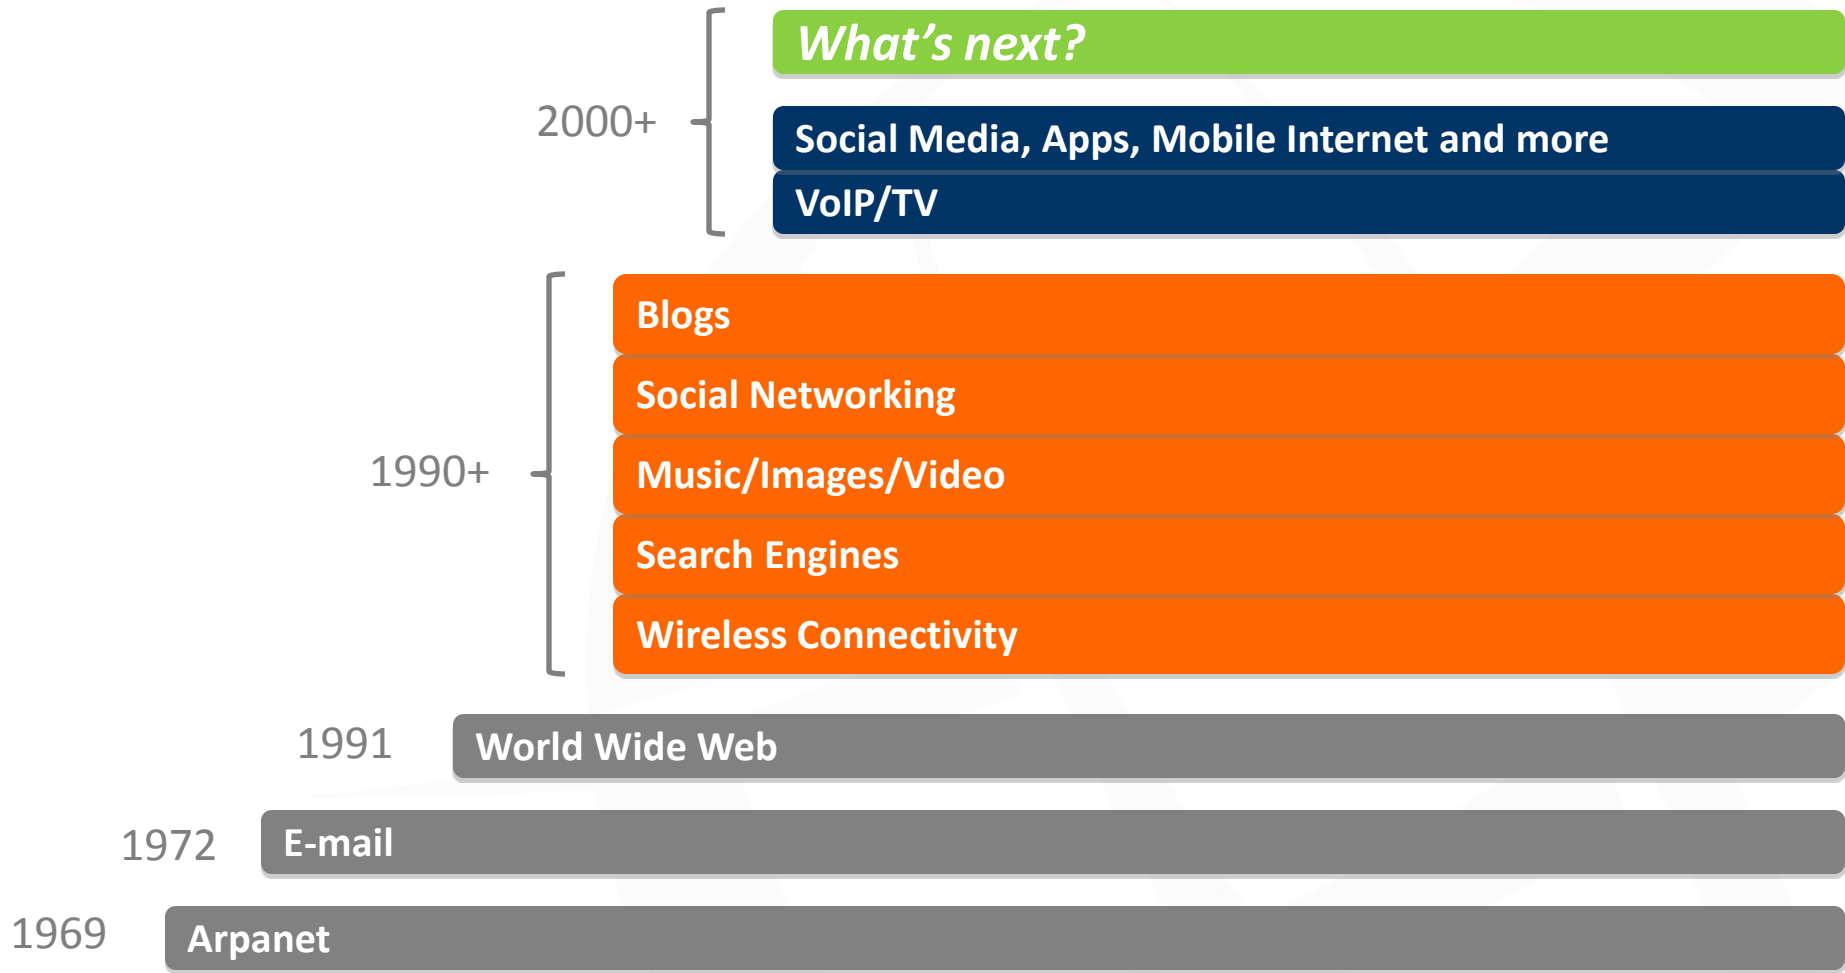 What's next?
2000+
Social Media, Apps, Mobile Internet and more
VoIP/TV
Blogs
Social Networking
1990+
Music/Images/Video
Search Engines
Wireless Connectivity
1991
World Wide Web
1972
E-mail
1969
Arpanet